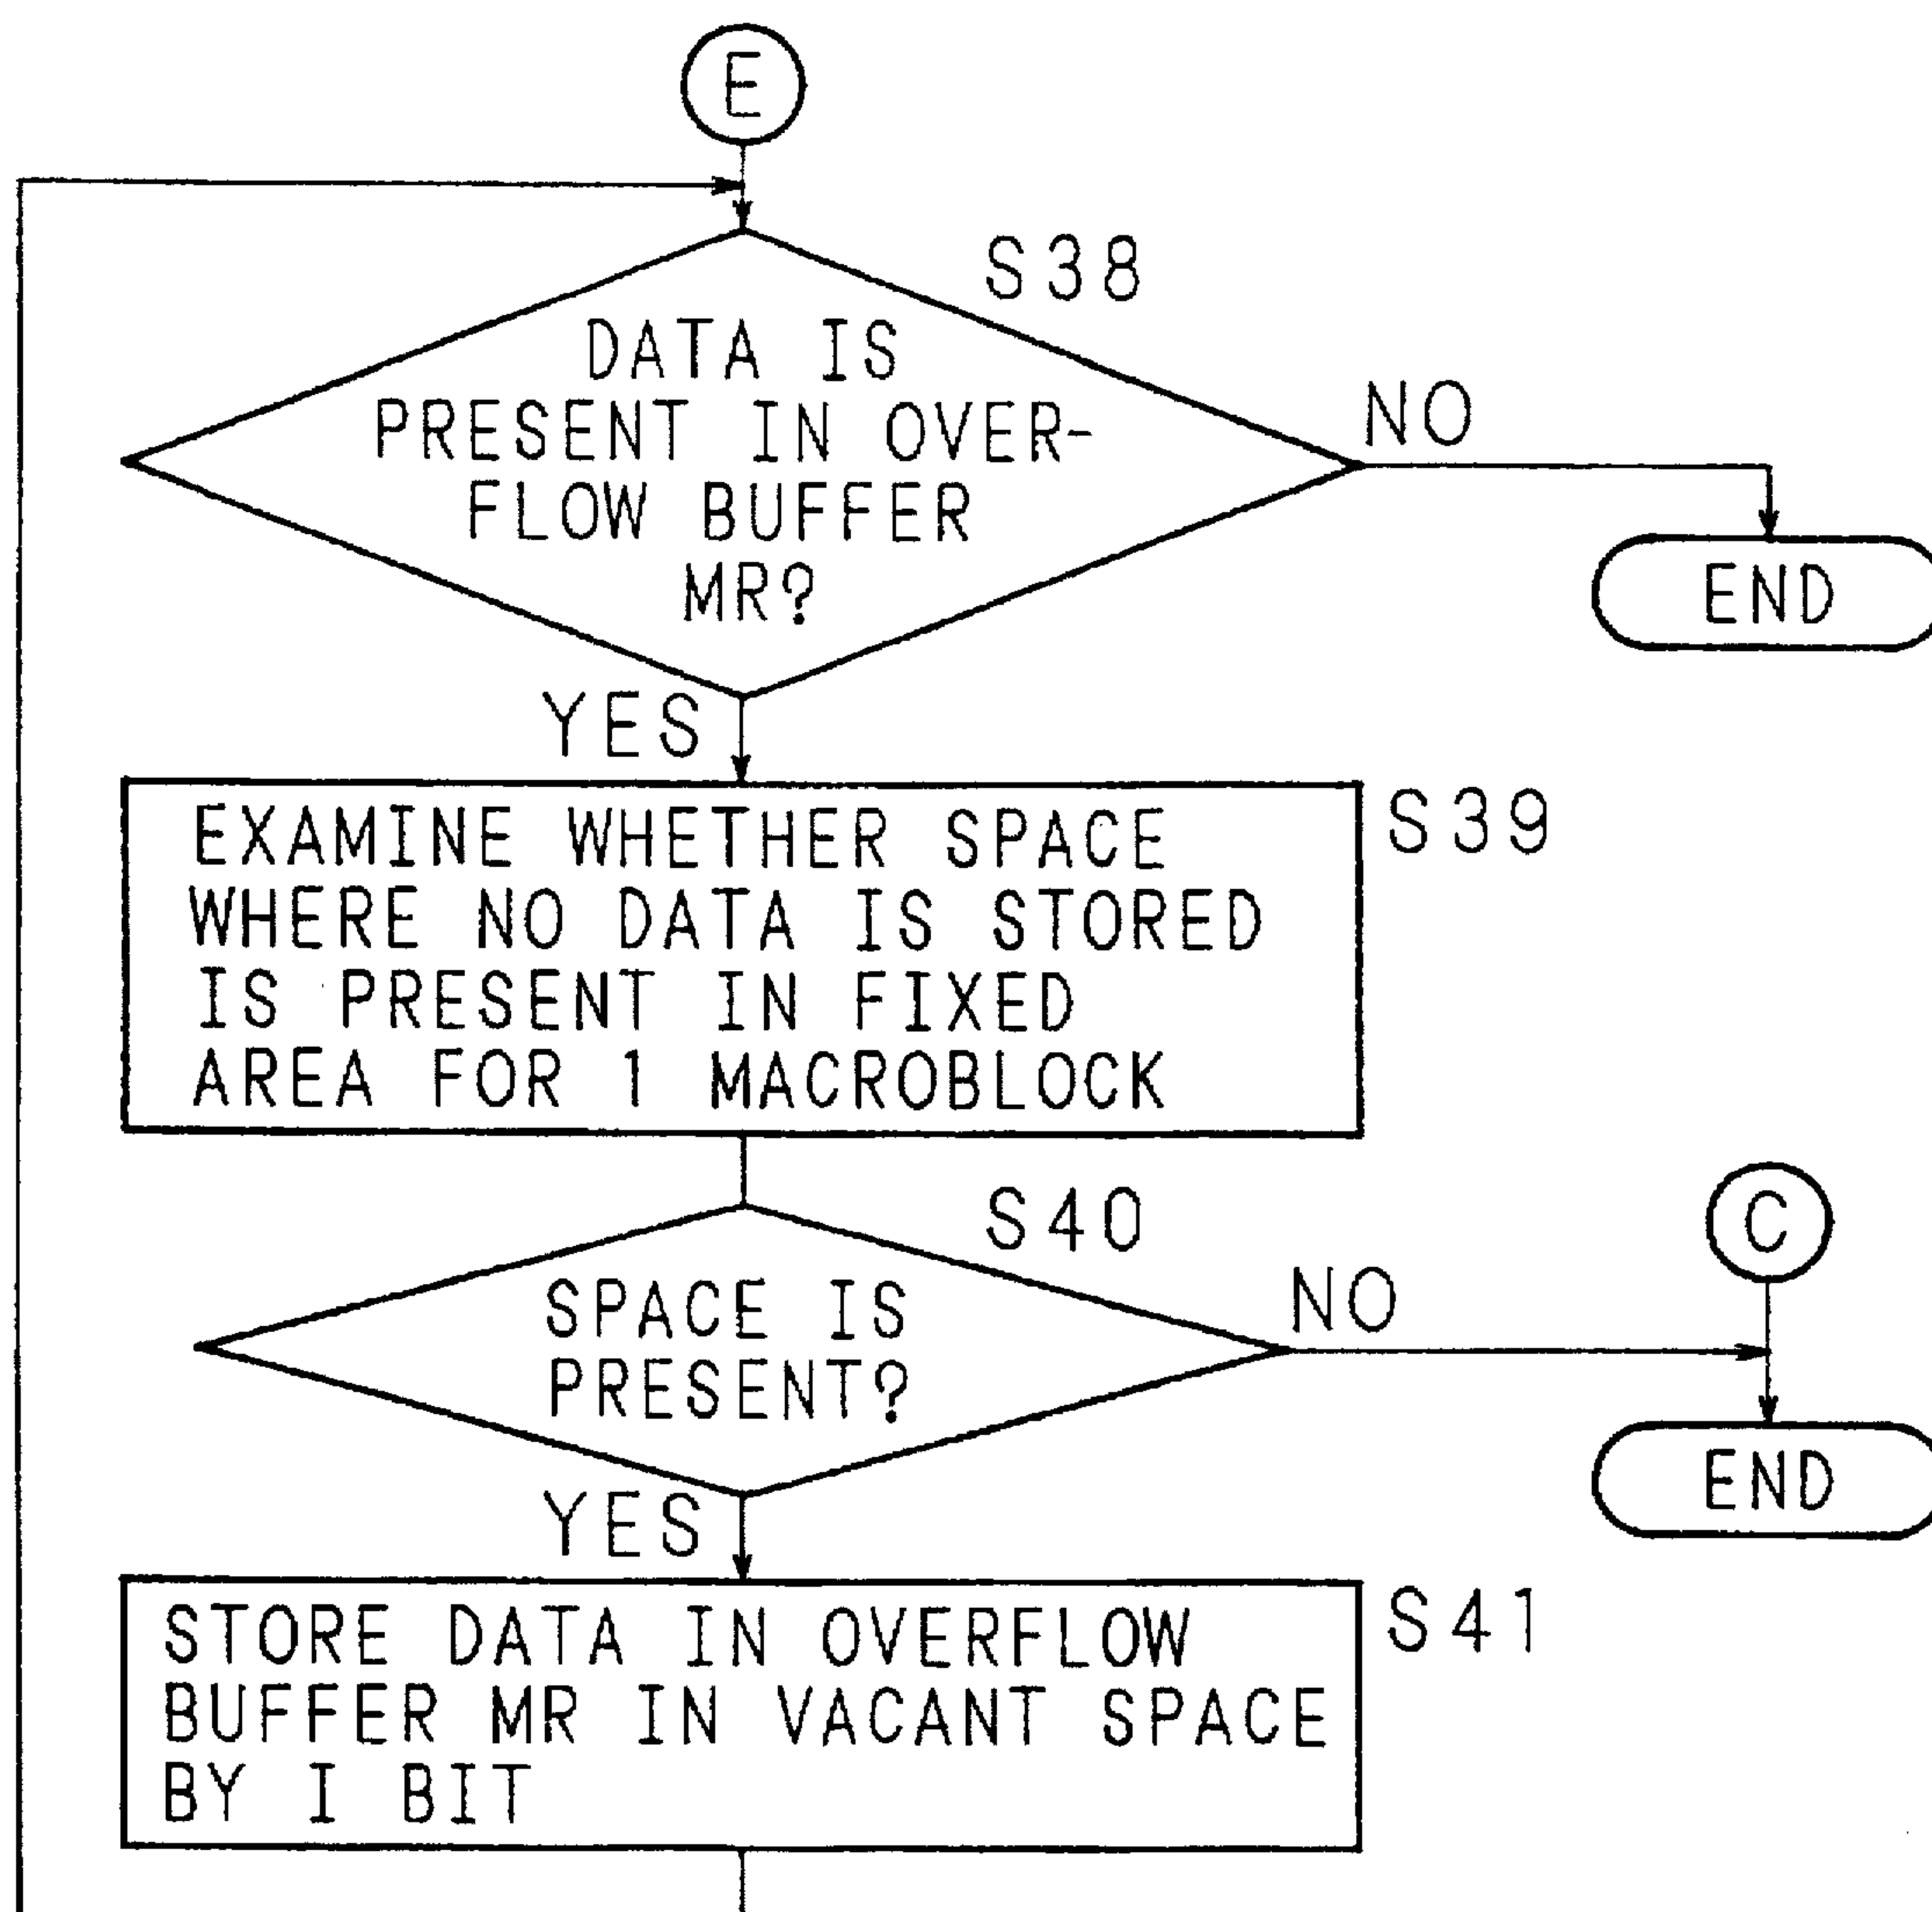 E
S38
DATA IS
PRESENT IN OVER-
FLOW BUFFER
MR?
NO
END
YES
EXAMINE WHETHER SPACE
WHERE NO DATA IS STORED
IS PRESENT IN FIXED
AREA FOR 1 MACROBLOCK
S39
S40
C
SPACE IS
PRESENT?
NO
END
YES
STORE DATA IN OVERFLOW
BUFFER MR IN VACANT SPACE
BY I BIT
S41